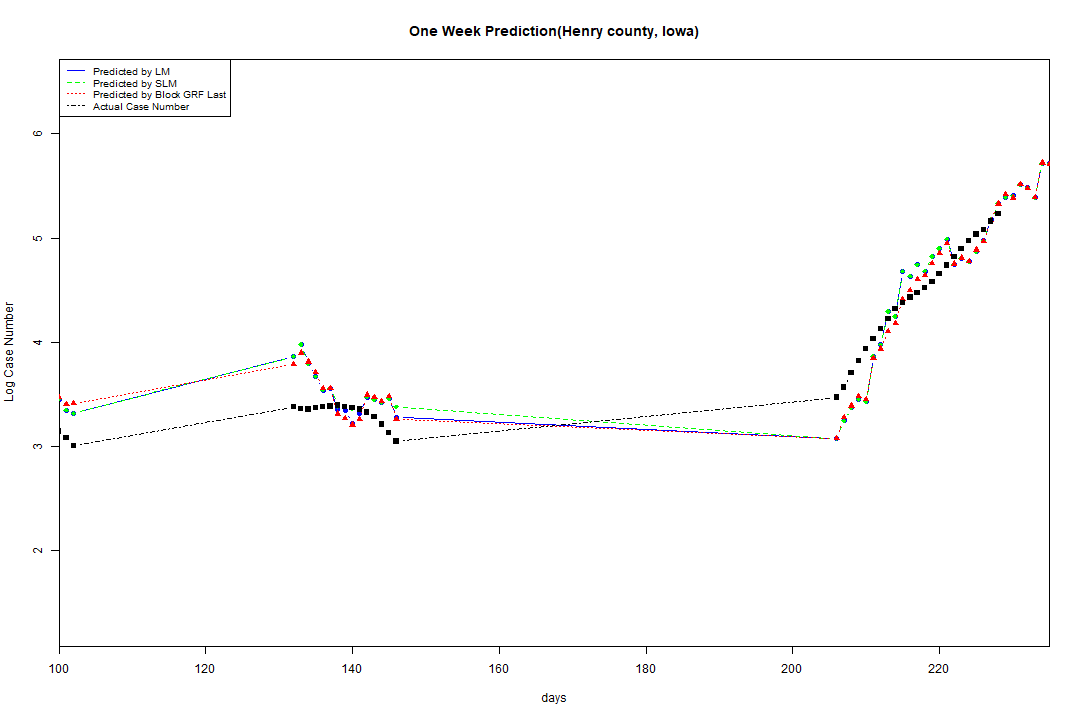 One Week Prediction(Henry county, Iowa)
Predicted by LM
Predicted by SLM
Predicted by Block GRF Last
Actual Case Number
6
5
4
3
2
Log Case Number
100 120 140 160 180 200 220
days